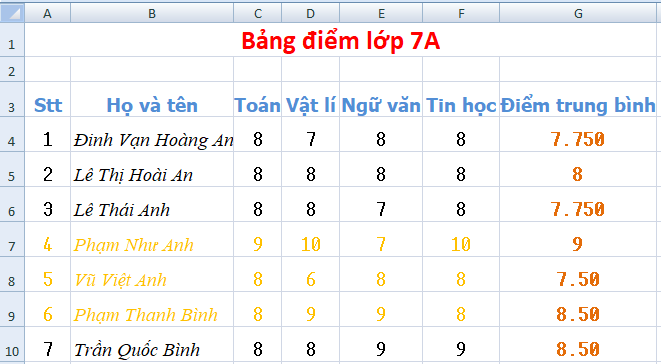 A B C D E F G
1 Bảng điểm lớp 7A
2
3 Stt Họ và tên Toán Vật lí Ngữ văn Tin học Điểm trung bình
4 1 Đinh Vạn Hoàng An 8 7 8 8 7.750
5 2 Lê Thị Hoài An 8 8 8 8 8
6 3 Lê Thái Anh 8 8 7 8 7.750
7 4 Phạm Như Anh 9 10 7 10 9
8 5 Vũ Việt Anh 8 6 8 8 7.50
9 6 Phạm Thanh Bình 8 9 9 8 8.50
10 7 Trần Quốc Bình 8 8 9 9 8.50